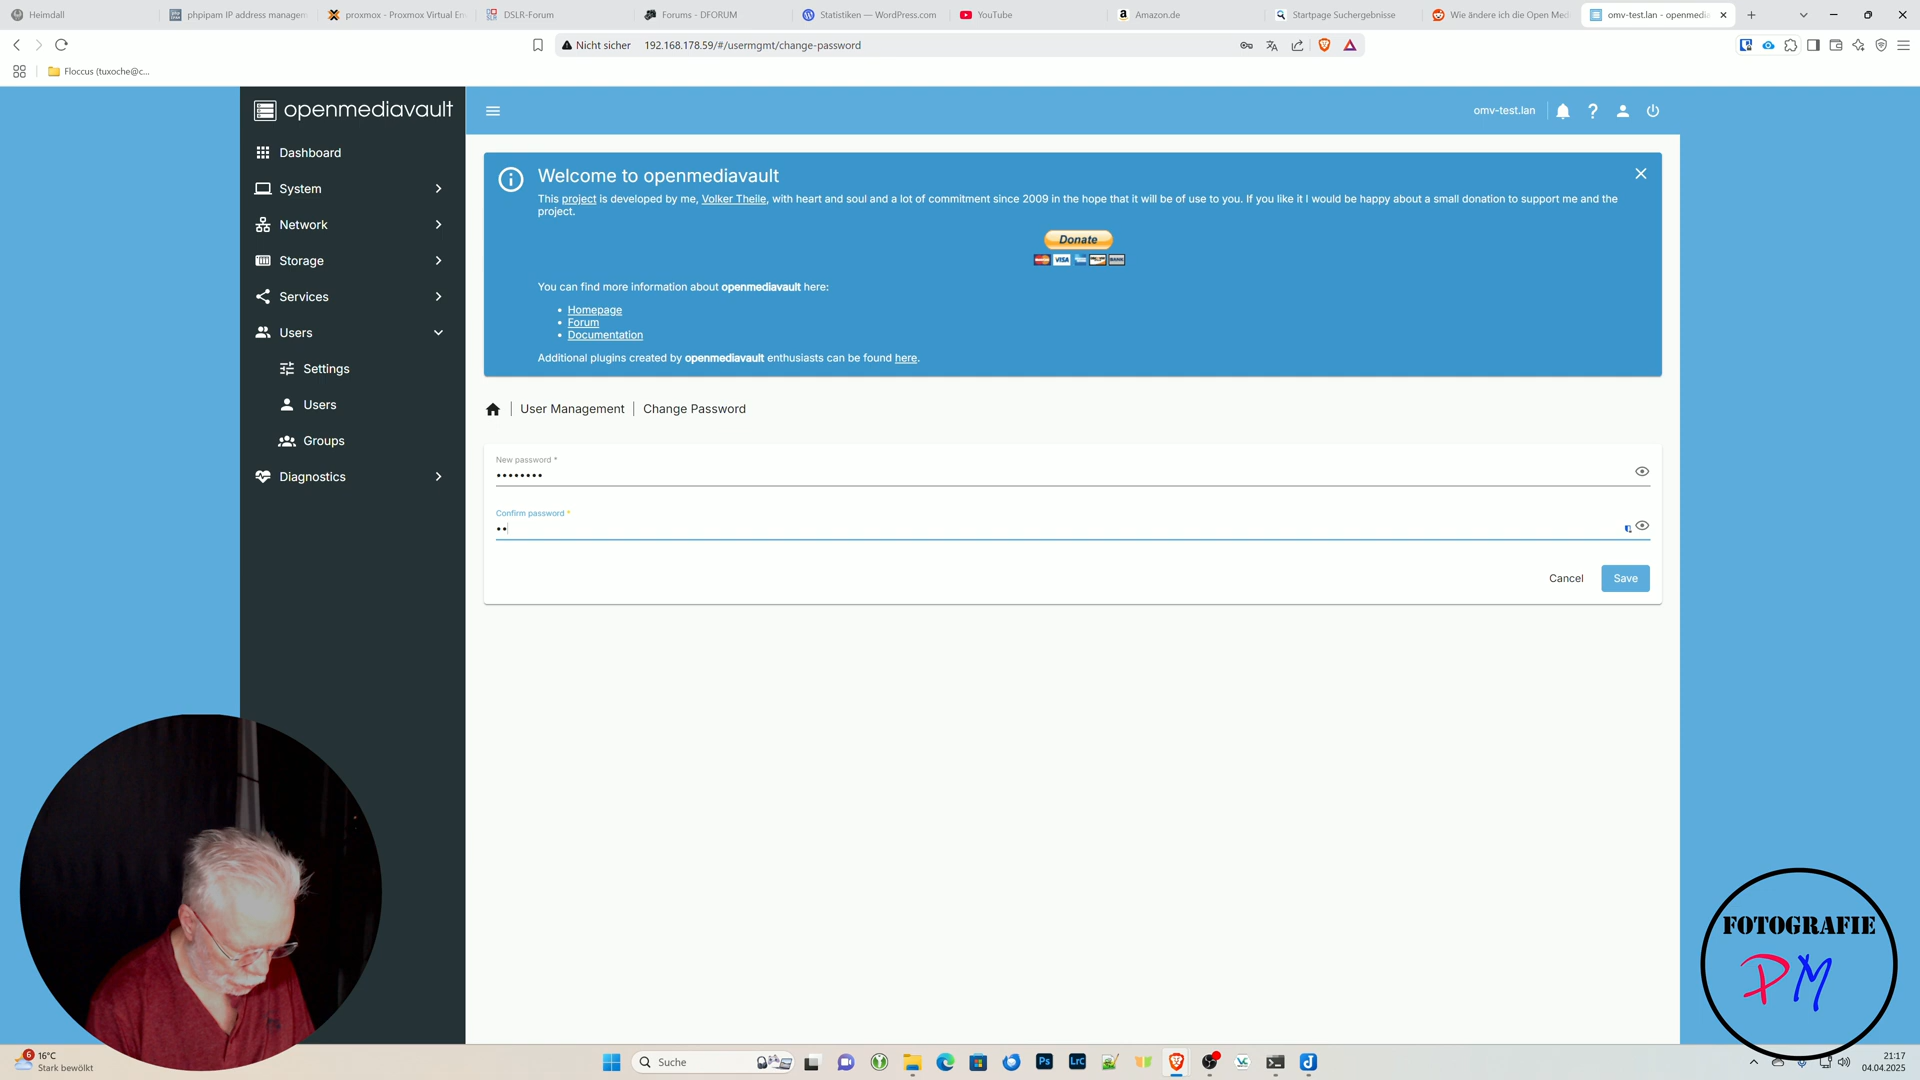 Heimdall
phpipam IP address managem
proxmox - Proxmox Virtual En
DSLR-Forum
Forums - DFORUM
Statistiken — WordPress.com
YouTube
Amazon.de
Startpage Suchergebnisse
Wie ändere ich die Open Med
omv-test.lan - openmedia
Nicht sicher
192.168.178.59/#/usermgmt/change-password
Floccus (tuxoche@c...
openmediavault
omv-test.lan
Dashboard
System
Network
Storage
Services
Users
Settings
Users
Groups
Diagnostics
Welcome to openmediavault
This project is developed by me, Volker Theile, with heart and soul and a lot of commitment since 2009 in the hope that it will be of use to you. If you like it I would be happy about a small donation to support me and the
project.
Donate
VISA
You can find more information about openmediavault here:
• Homepage
• Forum
• Documentation
Additional plugins created by openmediavault enthusiasts can be found here.
User Management
Change Password
New password *
••••••••
Confirm password *
••
Cancel
Save
FOTOGRAFIE
PM
6
16°C
Stark bewölkt
Suche
Ps
LrC
21:17
04.04.2025